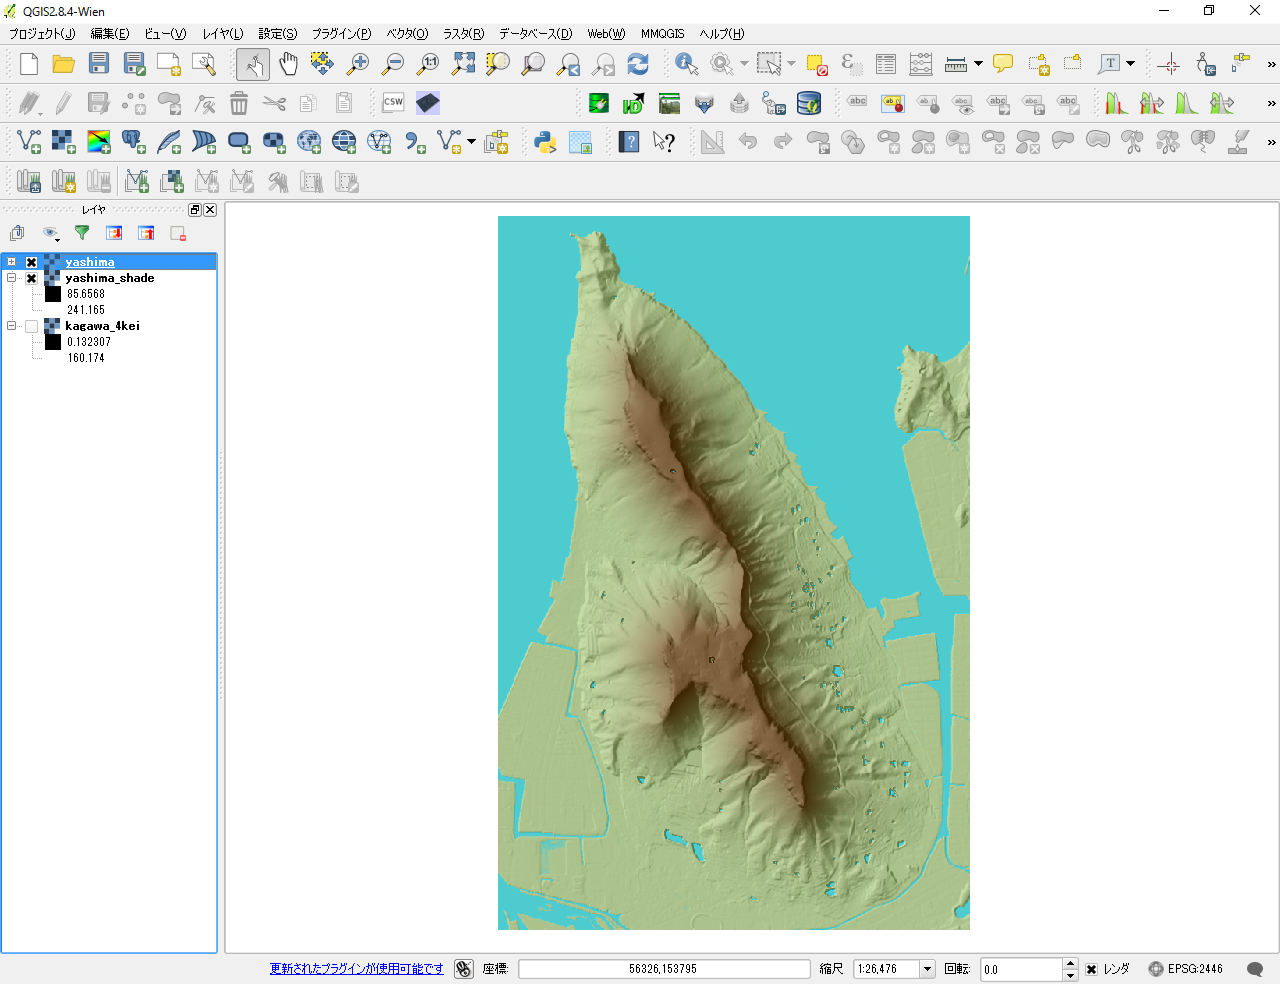 QGIS2.8.4-Wien
プロジェクト(J) 編集(E) ビュー(V) レイヤ(L) 設定(S) プラグイン(P) ベクタ(O) ラスタ(R) データベース(D) Web(W) MMQGIS ヘルプ(H)
CSW
レイヤ
yashima
yashima_shade
85.6568
241.165
kagawa_4kei
0.132307
160.174
更新されたプラグインが使用可能です 座標: 56326,153795 縮尺 1:26,476 回転: 0.0 レンダ EPSG:2446